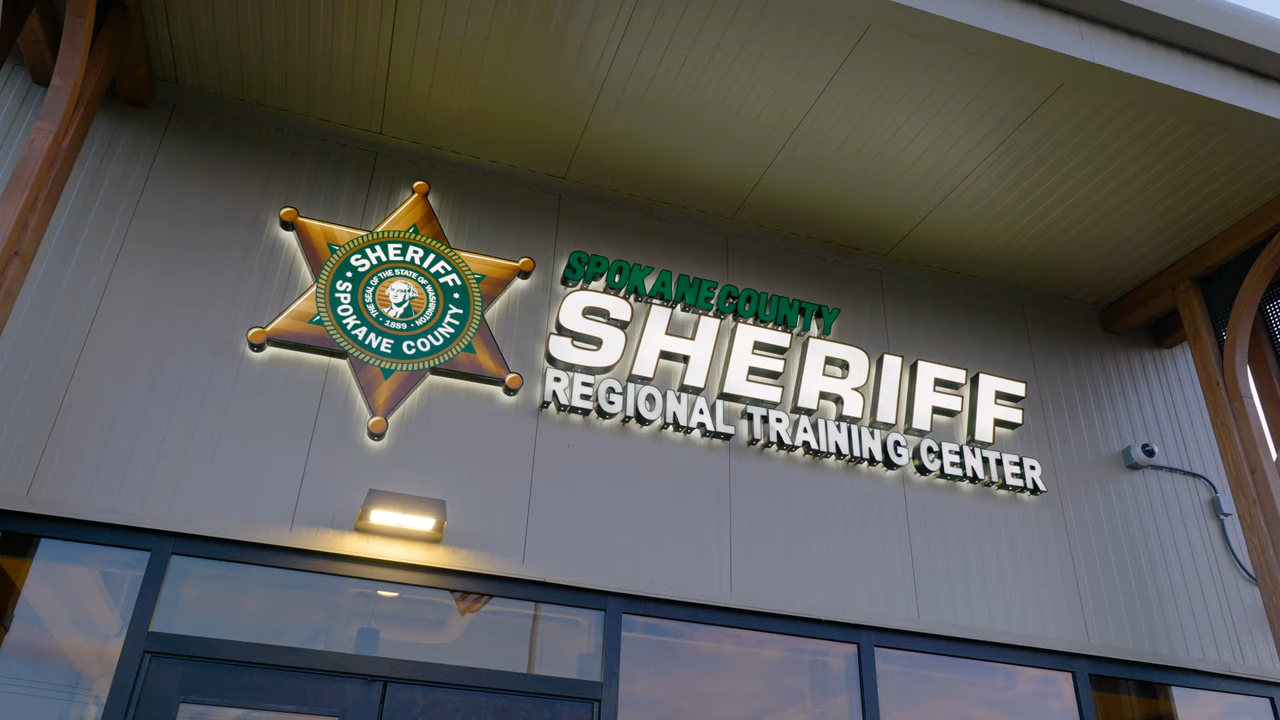 SHERIFF
THE SEAL OF THE STATE OF WASHINGTON
1889
SPOKANE COUNTY
SPOKANE COUNTY
SHERIFF
REGIONAL TRAINING CENTER